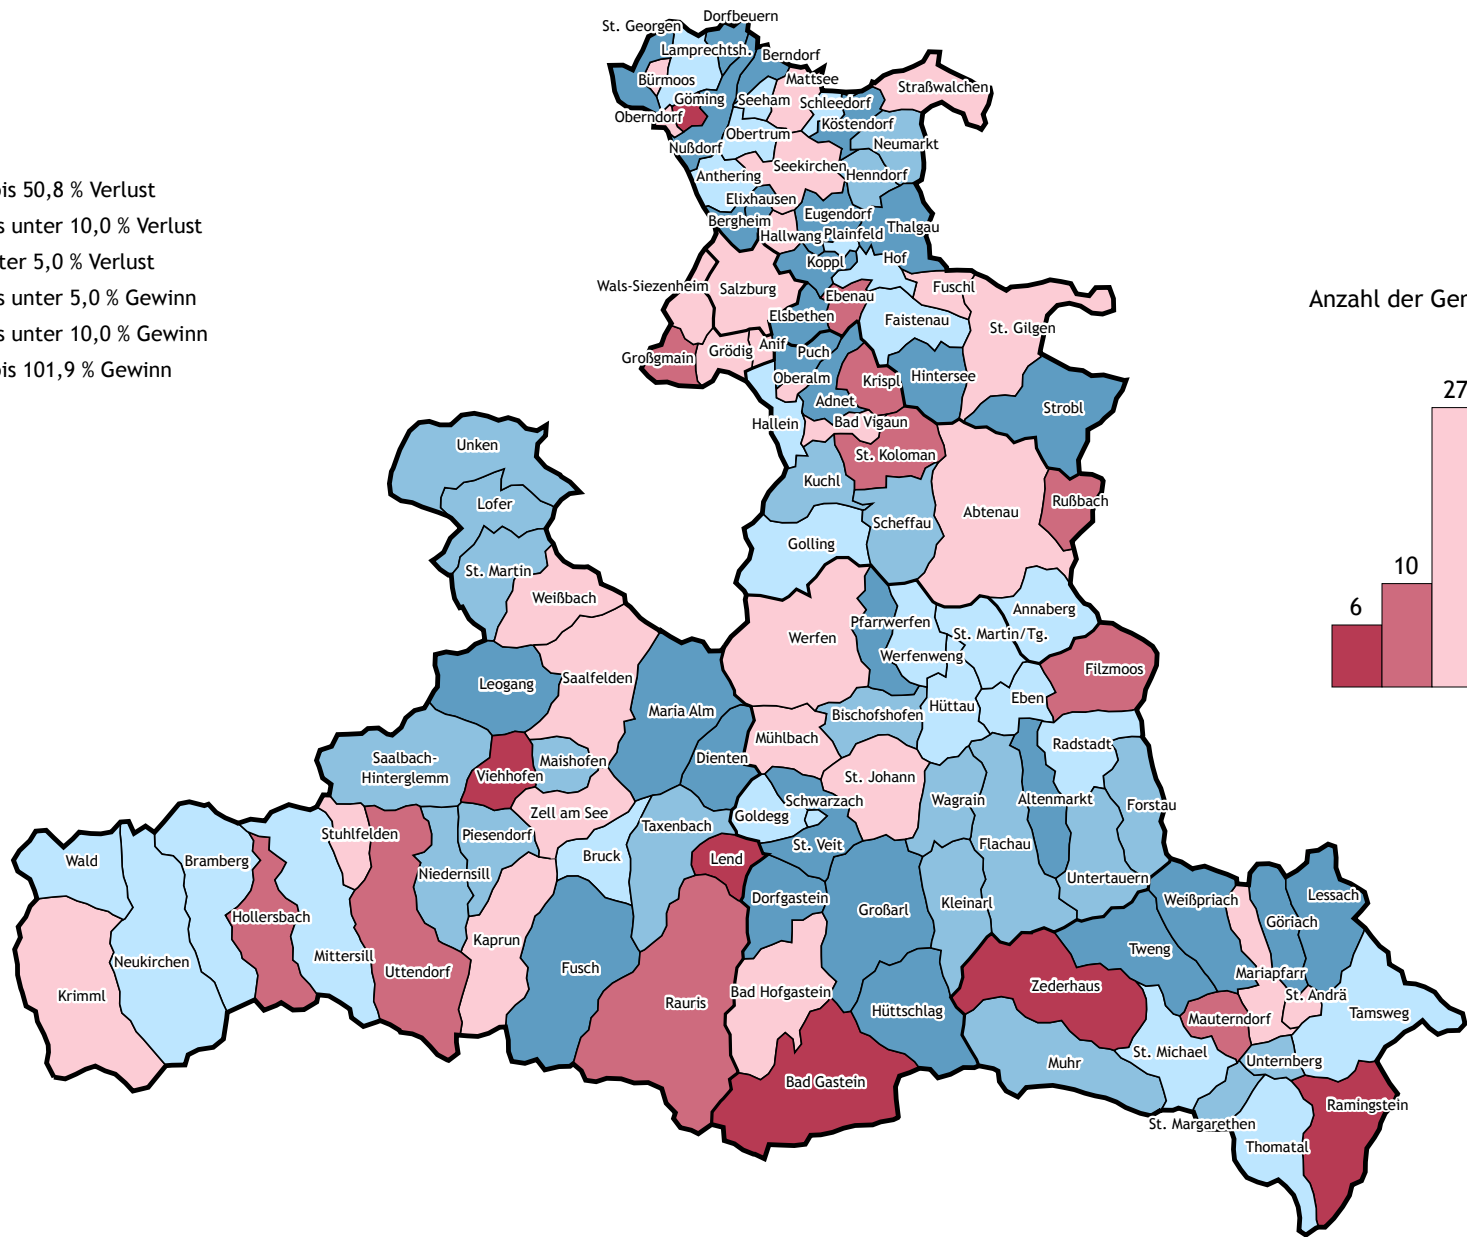 Dorfbeuern
St. Georgen
Lamprechtsh.
Berndorf
Bürmoos
Mattsee
Straßwalchen
Göming
Seeham
Schleedorf
Oberndorf
Köstendorf
Obertrum
Neumarkt
Nußdorf
Seekirchen
Anthering
Henndorf
is 50,8 % Verlust
Elixhausen
Eugendorf
Bergheim
s unter 10,0 % Verlust
Hallwang
Plainfeld
Thalgau
ter 5,0 % Verlust
Koppl
Hof
Wals-Siezenheim
Salzburg
Ebenau
Fuschl
s unter 5,0 % Gewinn
Anzahl der Ger
Elsbethen
Faistenau
St. Gilgen
s unter 10,0 % Gewinn
Großgmain
Grödig
Anif
Puch
is 101,9 % Gewinn
Oberalm
Krispl
Hintersee
27
Adnet
Strobl
Hallein
Bad Vigaun
Unken
St. Koloman
Kuchl
Rußbach
Lofer
Scheffau
Abtenau
Golling
St. Martin
10
Weißbach
Annaberg
6
Pfarrwerfen
Werfen
St. Martin/Tg.
Werfenweng
Filzmoos
Saalfelden
Leogang
Eben
Maria Alm
Bischofshofen
Hüttau
Mühlbach
Radstadt
Saalbach-
Hinterglemm
Dienten
Maishofen
Viehhofen
St. Johann
Schwarzach
Wagrain
Altenmarkt
Forstau
Zell am See
Goldegg
Stuhlfelden
Piesendorf
Taxenbach
St. Veit
Flachau
Wald
Bramberg
Bruck
Lend
Niedernsill
Untertauern
Dorfgastein
Großarl
Kleinarl
Weißpriach
Lessach
Hollersbach
Göriach
Kaprun
Tweng
Mittersill
Neukirchen
Uttendorf
Fusch
Mariapfarr
Krimml
Rauris
Bad Hofgastein
Zederhaus
St. Andrä
Hüttschlag
Mauterndorf
Tamsweg
St. Michael
Muhr
Unternberg
Bad Gastein
Ramingstein
St. Margarethen
Thomatal